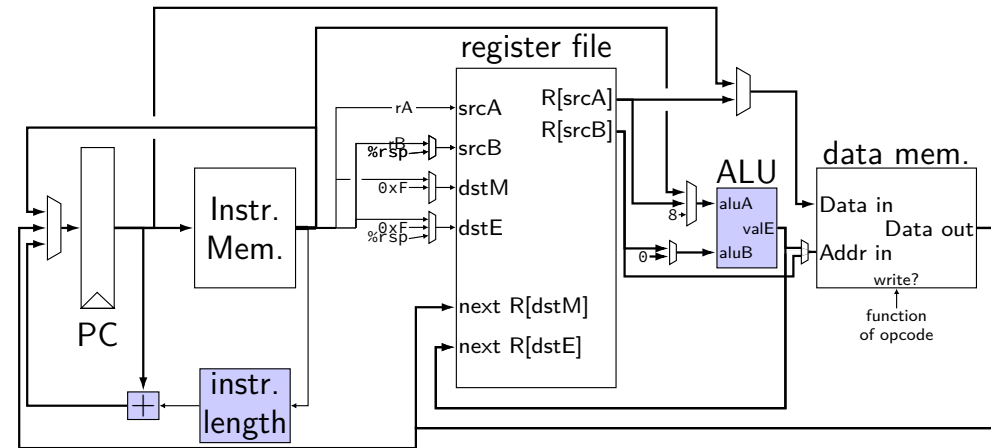 register file
rA
srcA
rB
%rsp
srcB
0xF
dstM
0xF
%rsp
dstE
next R[dstM]
next R[dstE]
R[srcA]
R[srcB]
PC
Instr.
Mem.
+
instr.
length
8
0
ALU
aluA
valE
aluB
data mem.
Data in
Data out
Addr in
write?
function
of opcode